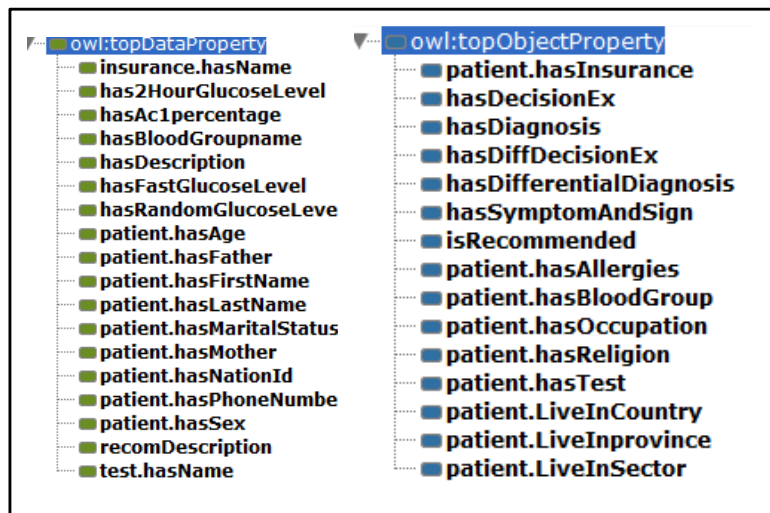 owl:topDataProperty
insurance.hasName
has2HourGlucoseLevel
hasAc1percentage
hasBloodGroupname
hasDescription
hasFastGlucoseLevel
hasRandomGlucoseLeve
patient.hasAge
patient.hasFather
patient.hasFirstName
patient.hasLastName
patient.hasMaritalStatus
patient.hasMother
patient.hasNationId
patient.hasPhoneNumbe
patient.hasSex
recomDescription
test.hasName
owl:topObjectProperty
patient.hasInsurance
hasDecisionEx
hasDiagnosis
hasDiffDecisionEx
hasDifferentialDiagnosis
hasSymptomAndSign
isRecommended
patient.hasAllergies
patient.hasBloodGroup
patient.hasOccupation
patient.hasReligion
patient.hasTest
patient.LiveInCountry
patient.LiveInprovince
patient.LiveInSector